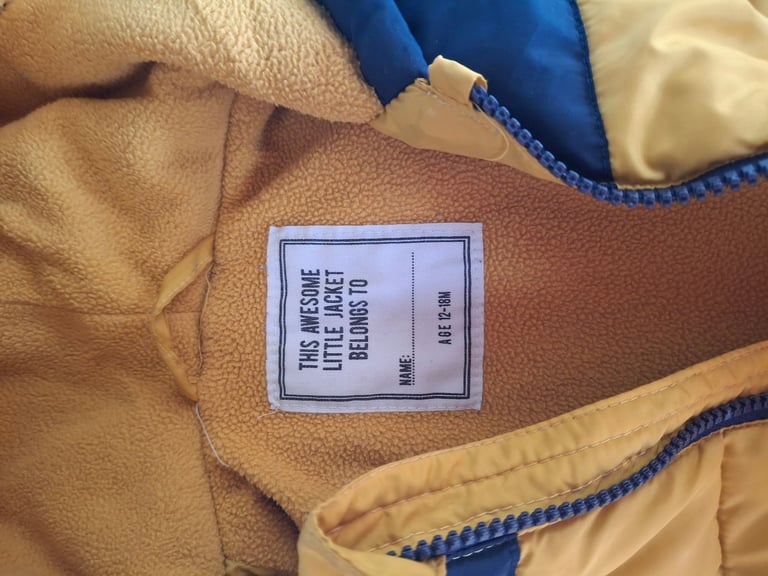 THIS AWESOME
LITTLE JACKET
BELONGS TO
NAME:
AGE 12-18M